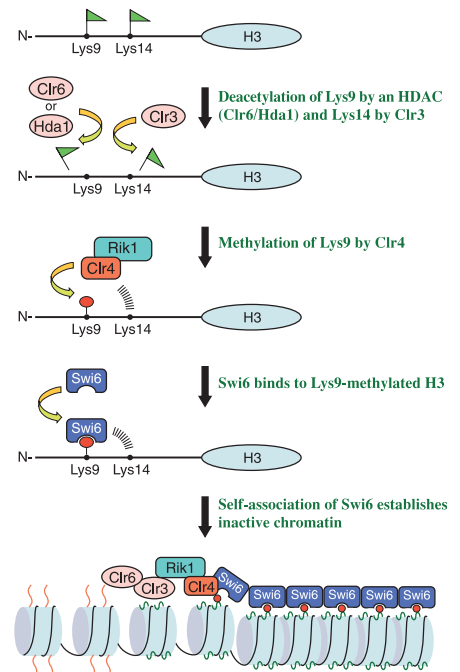 N-
H3
Lys9
Lys14
Clr6
or
Hda1
Clr3
Deacetylation of Lys9 by an HDAC
(Clr6/Hda1) and Lys14 by Clr3
N-
H3
Lys9
Lys14
Methylation of Lys9 by Clr4
Rik1
Clr4
N-
H3
Lys9
Lys14
Swi6 binds to Lys9-methylated H3
Swi6
Swi6
N-
H3
Lys9
Lys14
Self-association of Swi6 establishes
inactive chromatin
Clr6
Clr3
Rik1
Clr4
Swi6
Swi6
Swi6
Swi6
Swi6
Swi6